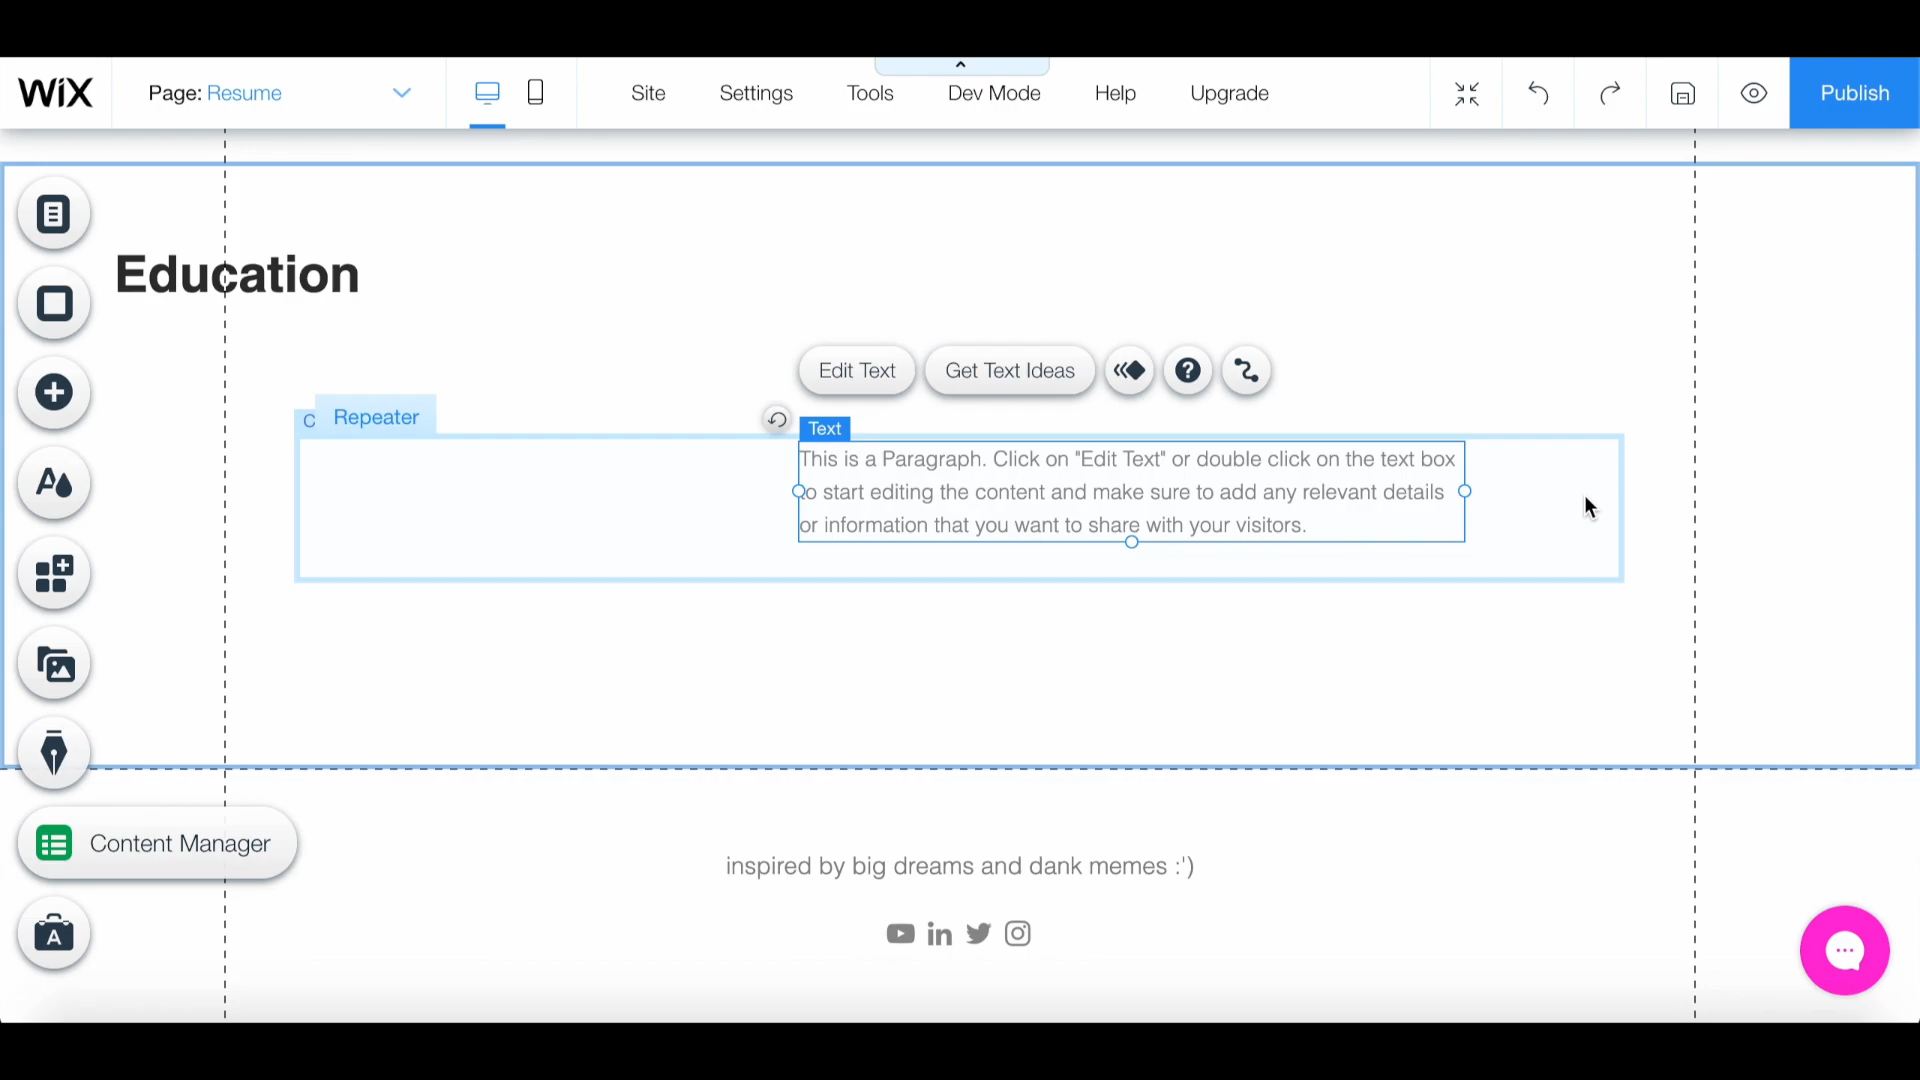 WiX
Page: Resume
Site
Settings
Tools
Dev Mode
Help
Upgrade
Publish
Education
Edit Text
Get Text Ideas
C
Repeater
Text
This is a Paragraph. Click on "Edit Text" or double click on the text box
to start editing the content and make sure to add any relevant details
or information that you want to share with your visitors.
Content Manager
inspired by big dreams and dank memes :')
in
A